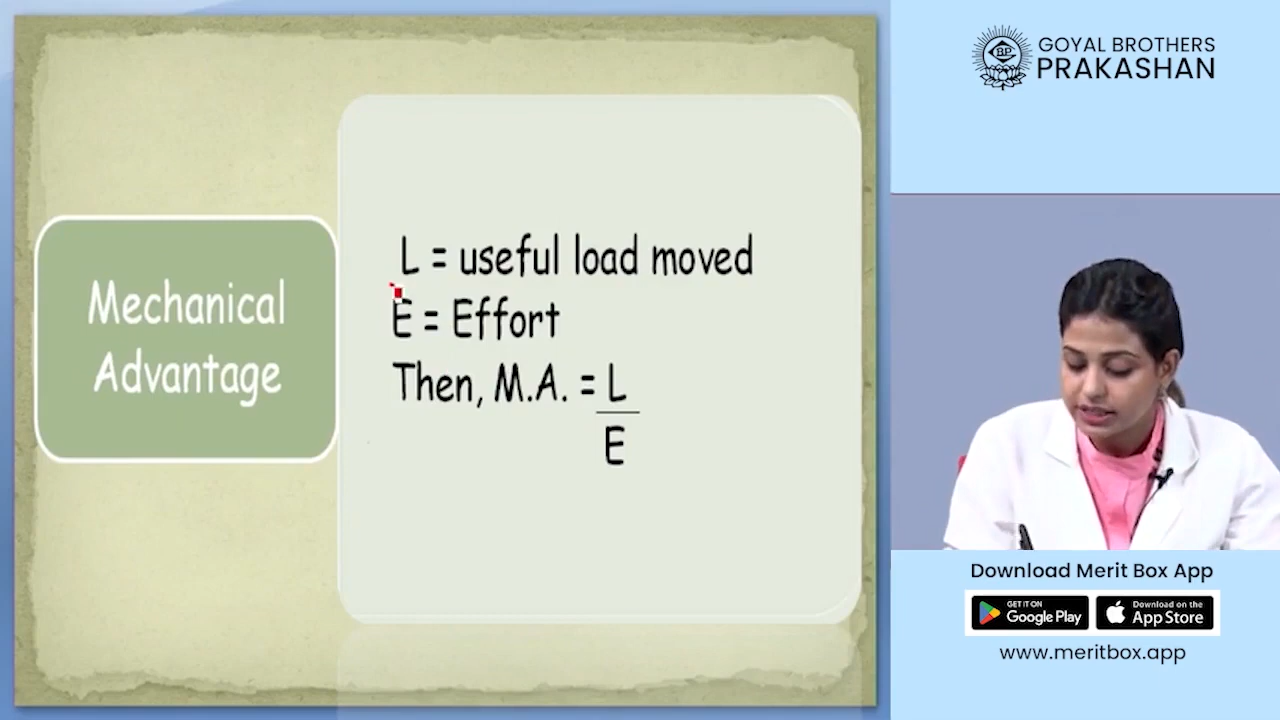 Mechanical
Advantage
L = useful load moved
E = Effort
Then, M.A. = L
E
GBP
GOYAL BROTHERS
PRAKASHAN
Download Merit Box App
GET IT ON
Google Play
Download on the
App Store
www.meritbox.app